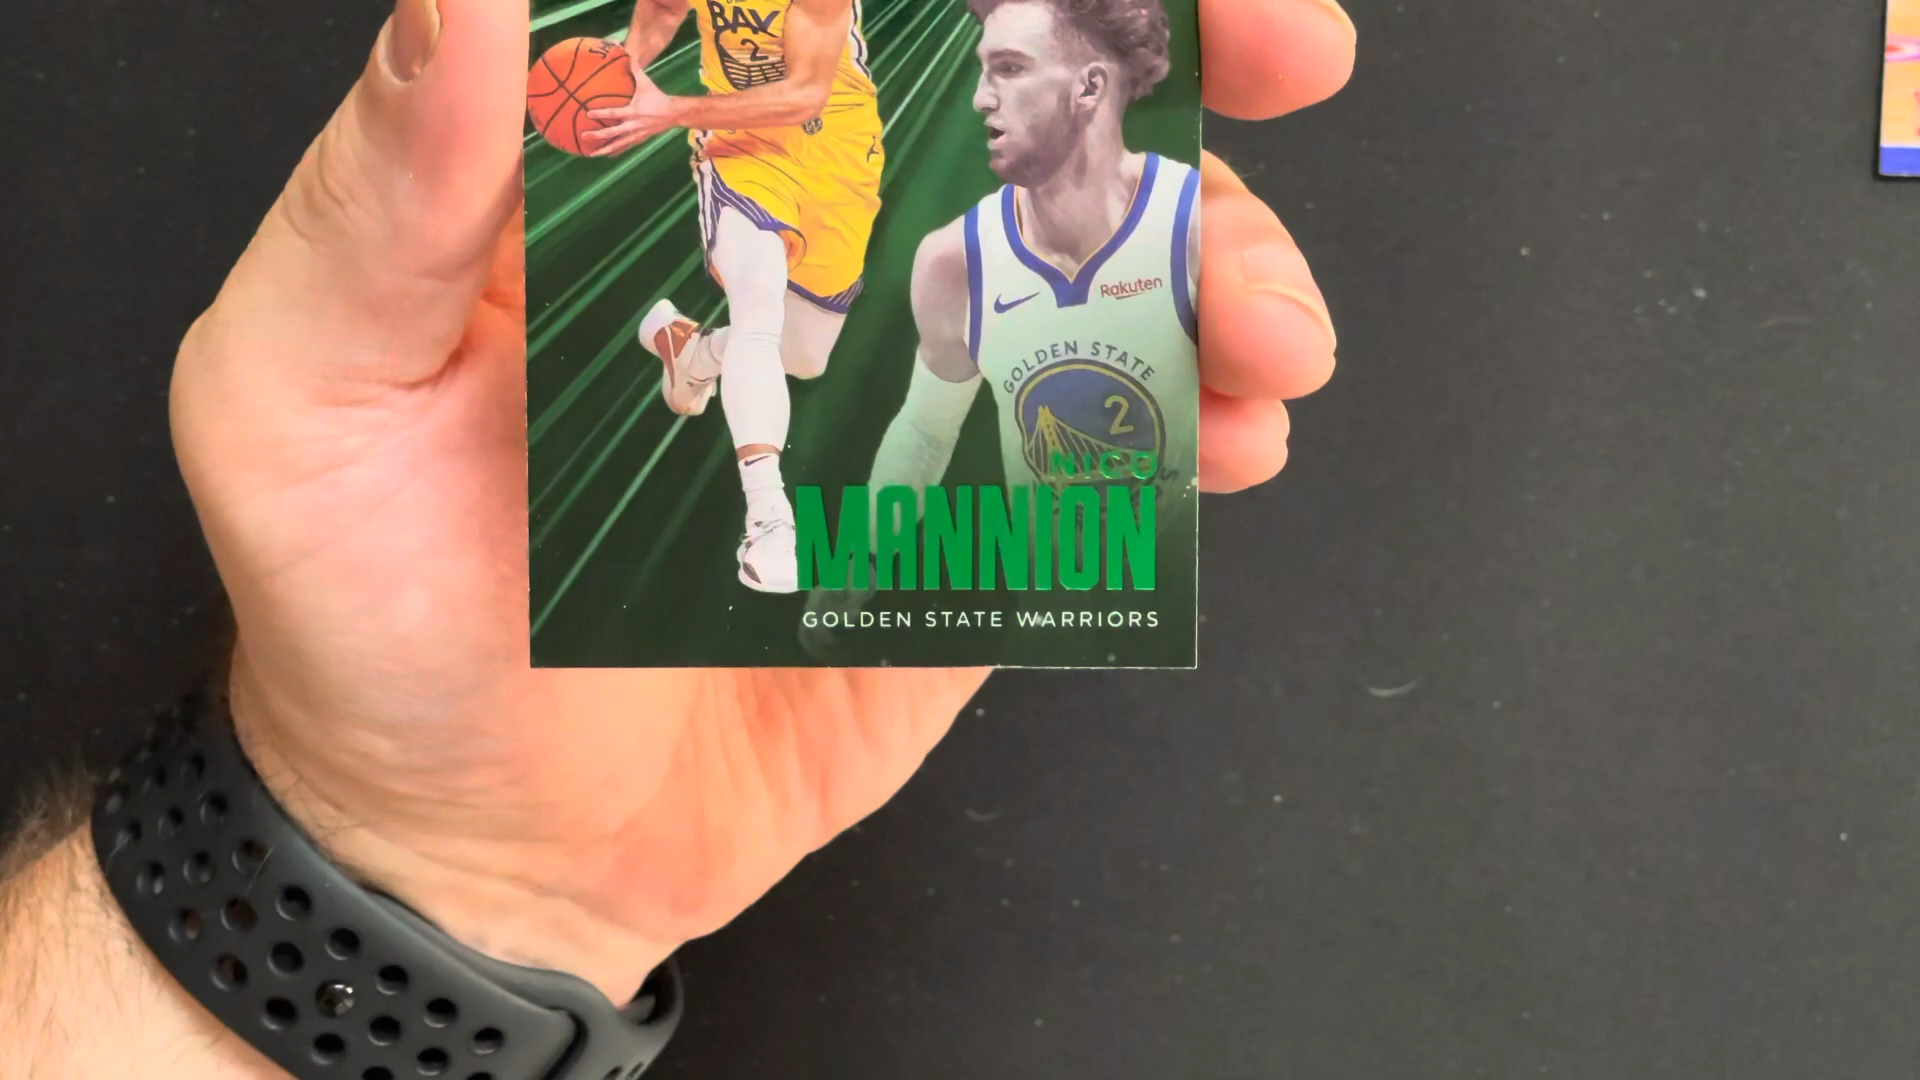 BAY
2
Rakuten
GOLDEN STATE
2
NICO
MANNION
GOLDEN STATE WARRIORS